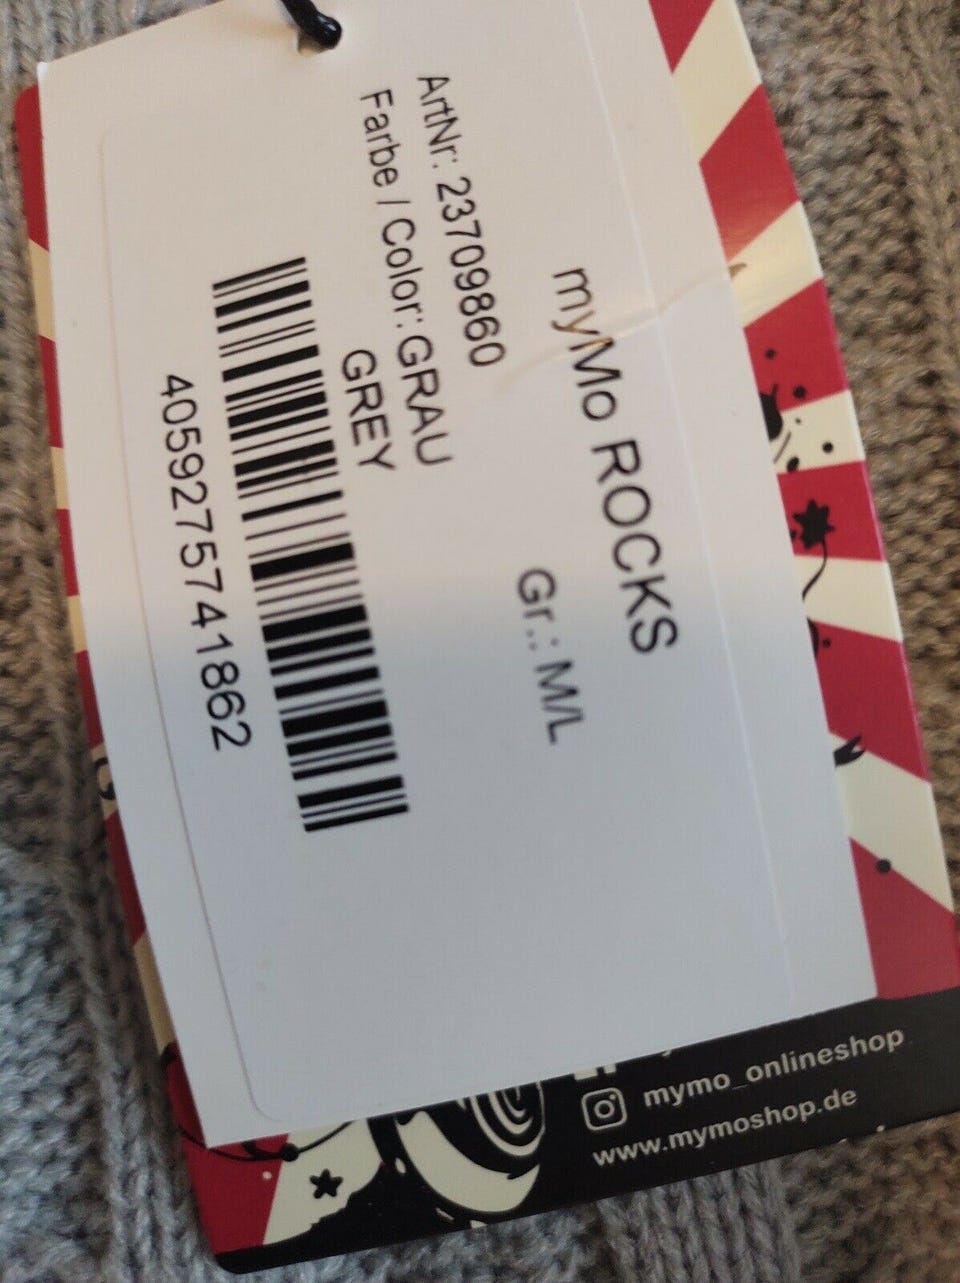 myMo ROCKS
Gr.: M/L
ArtNr: 23709860
Farbe / Color: GRAU
GREY
4059275741862
mymo_onlineshop
www.mymoshop.de